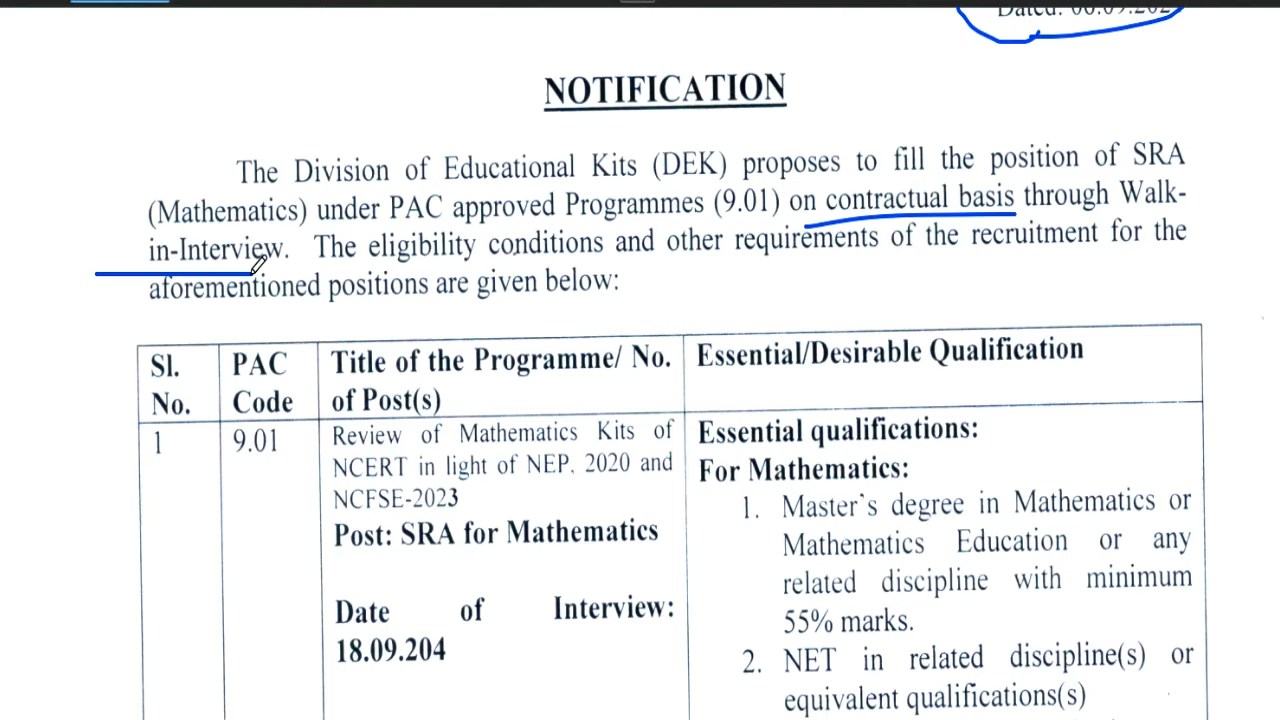 NOTIFICATION
The Division of Educational Kits (DEK) proposes to fill the position of SRA
(Mathematics) under PAC approved Programmes (9.01) on contractual basis through Walk-
in-Interview. The eligibility conditions and other requirements of the recruitment for the
aforementioned positions are given below:
Sl. No.
PAC Code
Title of the Programme/ No. of Post(s)
Essential/Desirable Qualification
1
9.01
Review of Mathematics Kits of
NCERT in light of NEP. 2020 and
NCFSE-2023
Post: SRA for Mathematics
Date of Interview:
18.09.204
Essential qualifications:
For Mathematics:
1. Master`s degree in Mathematics or
Mathematics Education or any
related discipline with minimum
55% marks.
2. NET in related discipline(s) or
equivalent qualifications(s)